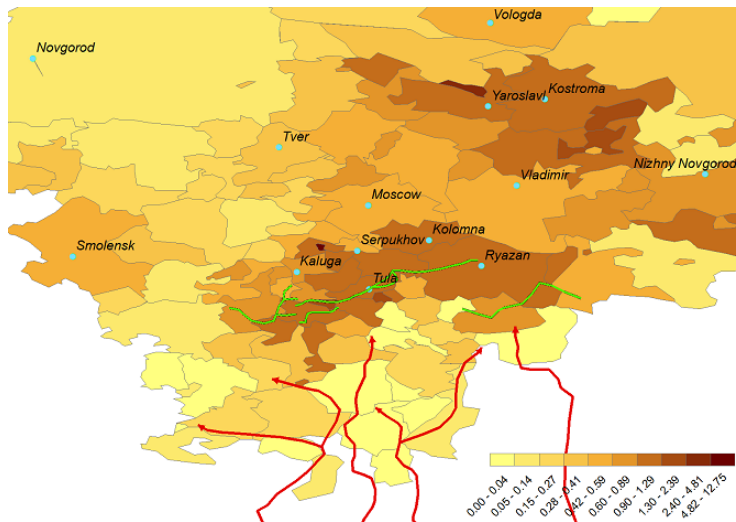 Vologda
Novgorod
Yaroslavl
Kostroma
Tver
Nizhny Novgorod
Vladimir
Moscow
Kolomna
Serpukhov
Smolensk
Kaluga
Ryazan
Tula
0.00 - 0.04
0.05 - 0.14
0.15 - 0.27
0.28 - 0.41
0.42 - 0.59
0.60 - 0.89
0.90 - 1.29
1.30 - 2.39
2.40 - 4.81
4.82 - 12.75